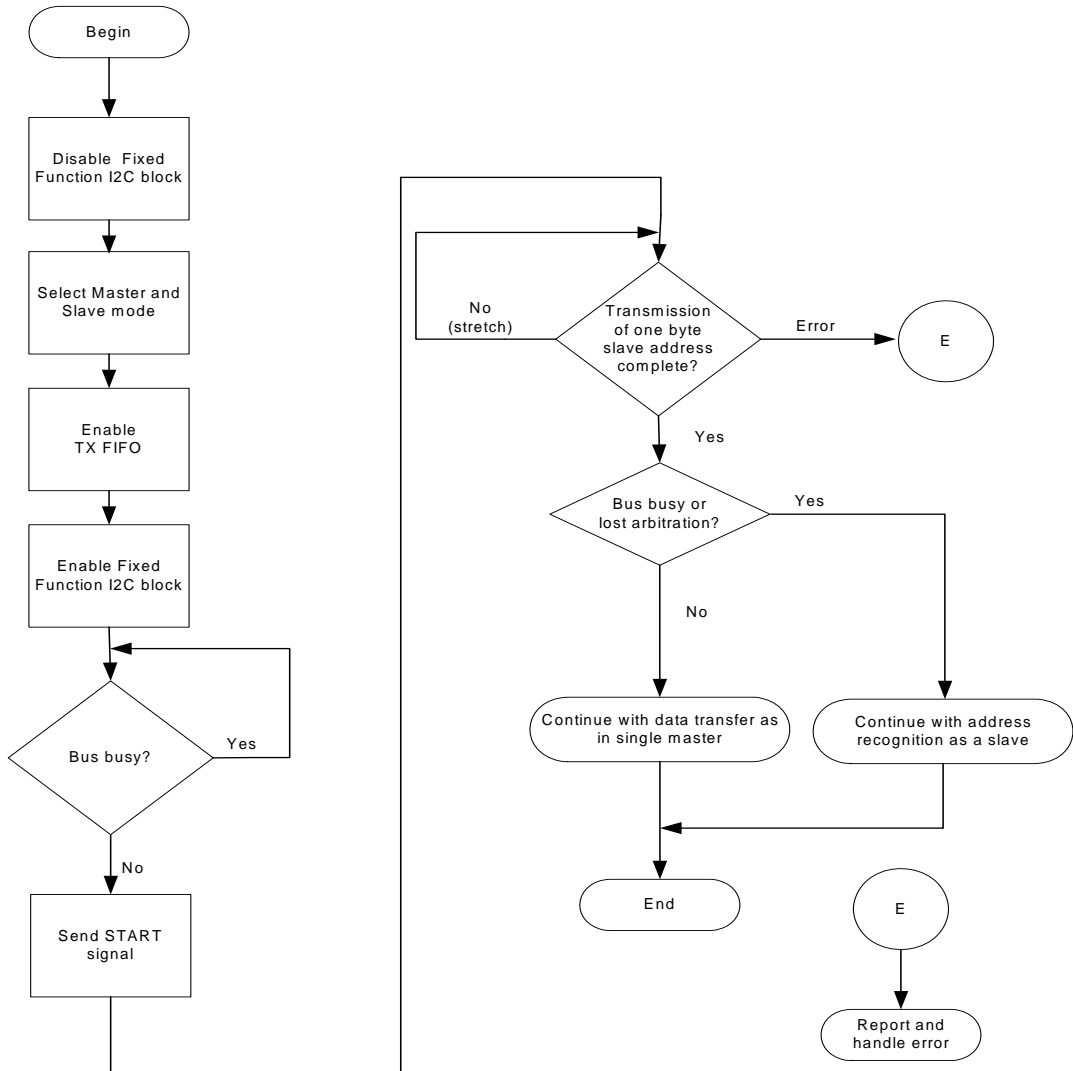 Begin
Disable Fixed
Function I2C block
Select Master and
Slave mode
Enable
TX FIFO
Enable Fixed
Function I2C block
Bus busy?
Yes
No
Send START
signal
No
(stretch)
Transmission
of one byte
slave address
complete?
Error
E
Yes
Bus busy or
lost arbitration?
Yes
No
Continue with data transfer as
in single master
Continue with address
recognition as a slave
End
E
Report and
handle error